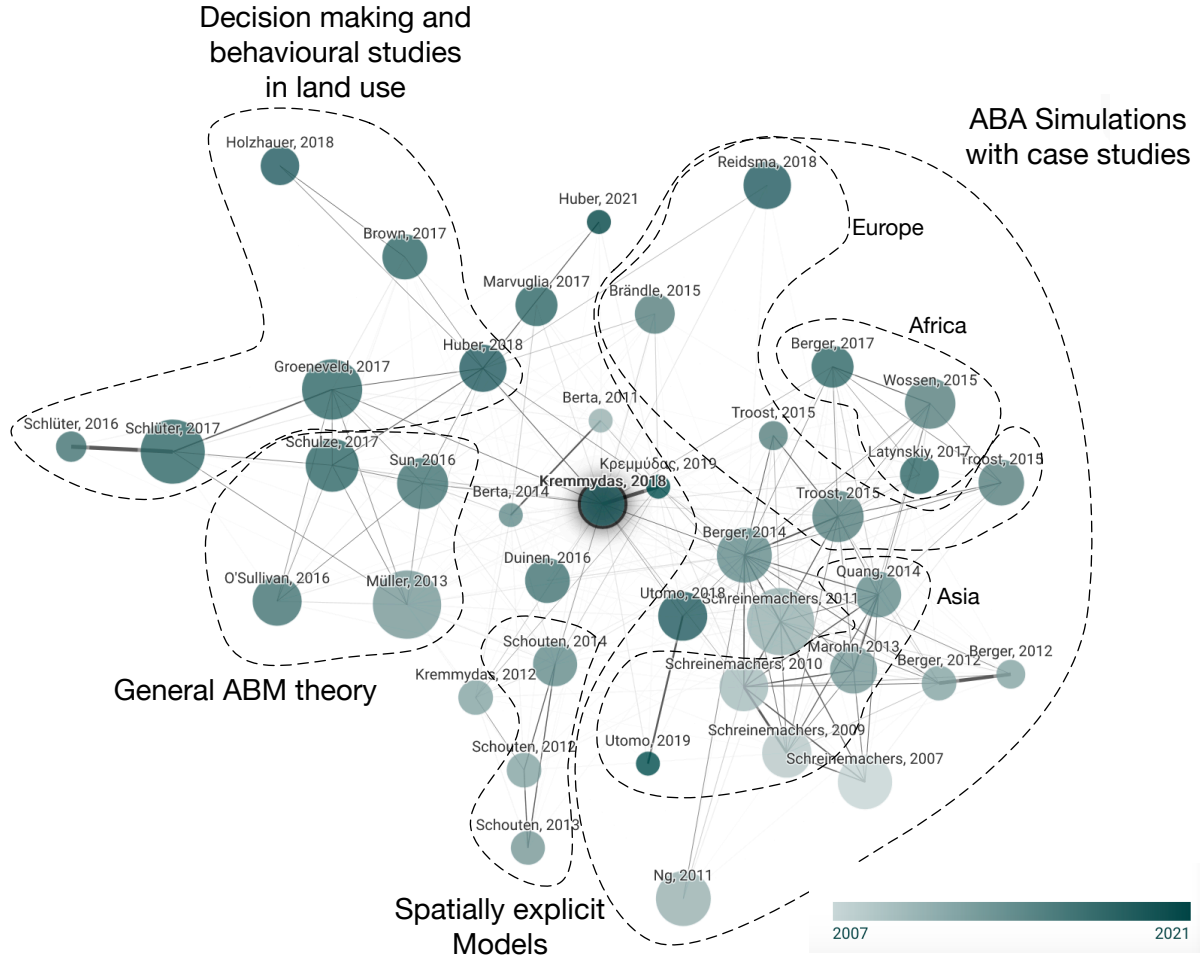 Decision making and
behavioural studies
in land use
ABA Simulations
with case studies
Holzhauer, 2018
Reidsma, 2018
Huber, 2021
Europe
Brown, 2017
Marvuglia, 2017
Brändle, 2015
Africa
Huber, 2018
Berger, 2017
Groeneveld, 2017
Wossen, 2015
Berta, 2011
Troost, 2015
Schlüter, 2016
Schlüter, 2017
Schulze, 2017
Sun, 2016
Latynskiy, 2017
Troost, 2015
Κρεμμύδας, 2019
Kremmydas, 2018
Berta, 2014
Troost, 2015
Berger, 2014
Duinen, 2016
Quang, 2014
O'Sullivan, 2016
Müller, 2013
Utomo, 2018
Schreinemachers, 2011
Asia
Schouten, 2014
Marohn, 2013
Berger, 2012
Berger, 2012
Schreinemachers, 2010
Kremmydas, 2012
General ABM theory
Schreinemachers, 2009
Utomo, 2019
Schouten, 2012
Schreinemachers, 2007
Schouten, 2013
Ng, 2011
Spatially explicit
Models
2007
2021